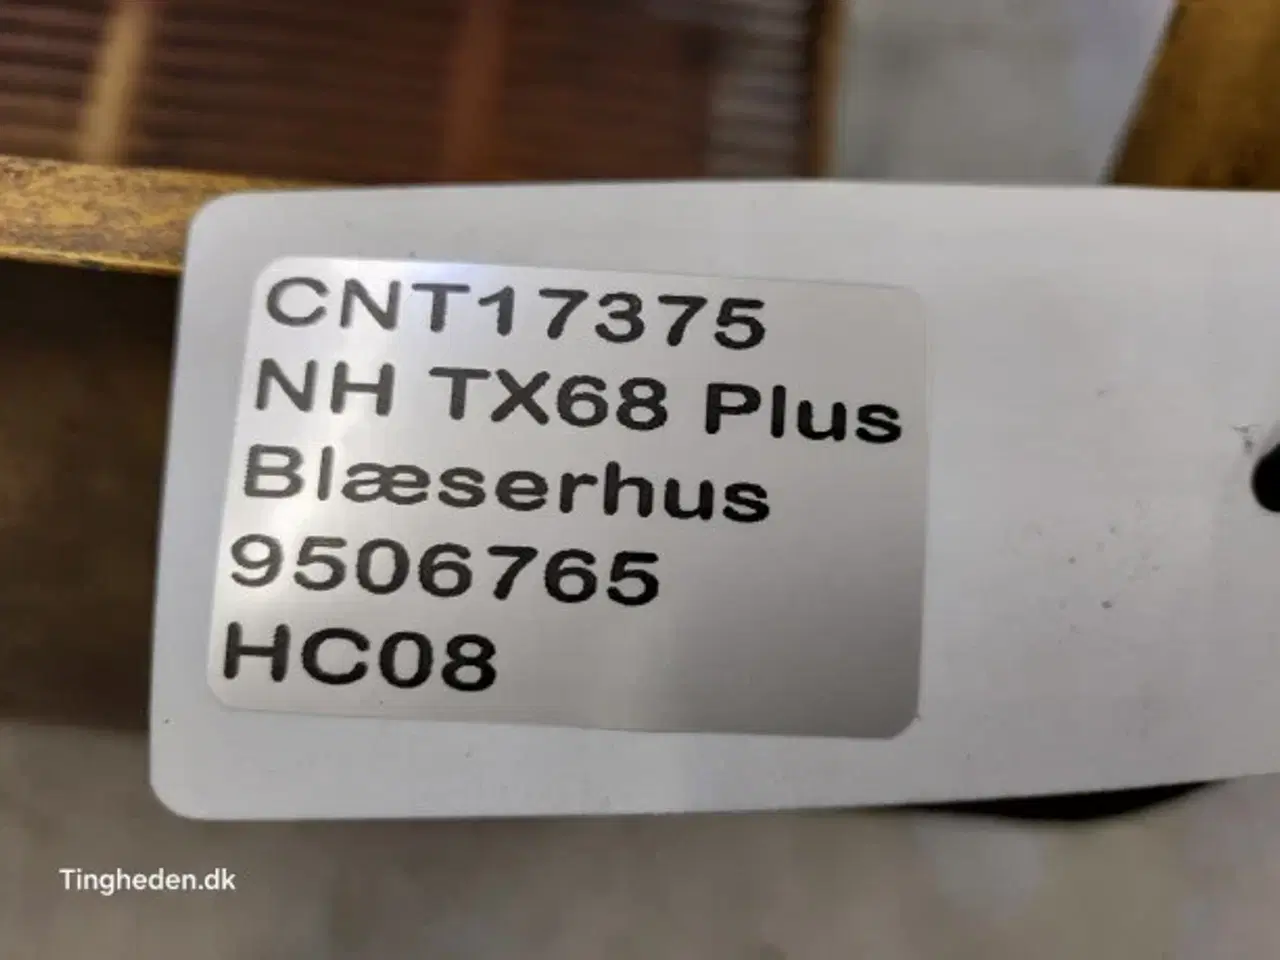 CNT17375
NH TX68 Plus
Blæserhus
9506765
HC08
Tingheden.dk